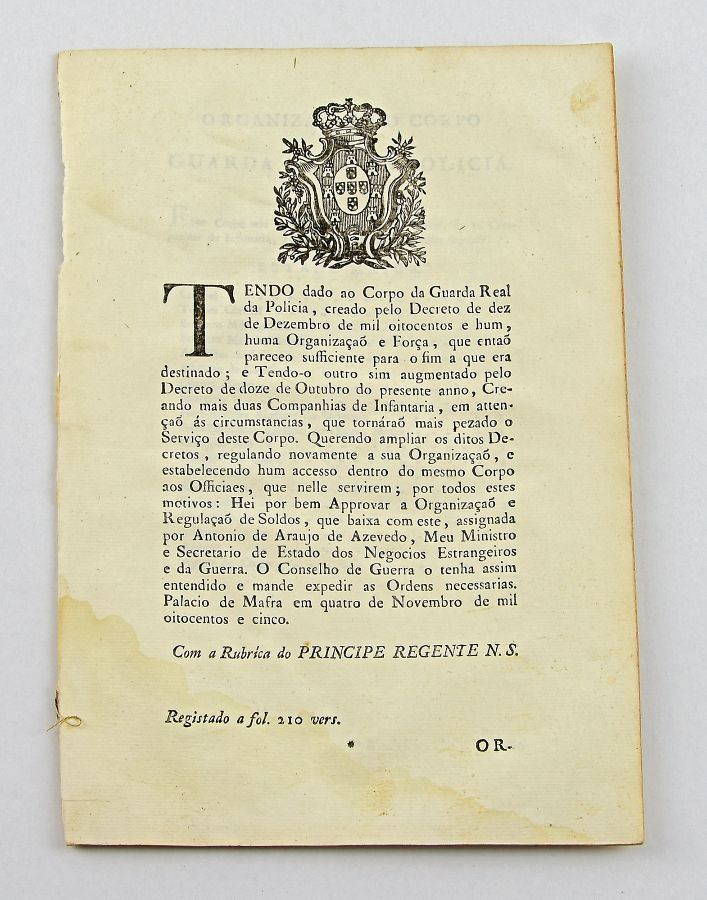 TENDO dado ao Corpo da Guarda Real
da Policia, creado pelo Decreto de dez
de Dezembro de mil oitocentos e hum,
huma Organizaçaõ e Força, que entaõ
pareceo sufficiente para o fim a que era
destinado; e Tendo-o outro sim augmentado pelo
Decreto de doze de Outubro do presente anno, Cre-
ando mais duas Companhias de Infantaria, em atten-
çaõ ás circumstancias, que tornáraõ mais pezado o
Serviço deste Corpo. Querendo ampliar os ditos De-
cretos, regulando novamente a sua Organizaçaõ, e
estabelecendo hum accesso dentro do mesmo Corpo
aos Officiaes, que nelle servirem; por todos estes
motivos: Hei por bem Approvar a Organizaçaõ e
Regulaçaõ de Soldos, que baixa com este, assignada
por Antonio de Araujo de Azevedo, Meu Ministro
e Secretario de Estado dos Negocios Estrangeiros
e da Guerra. O Conselho de Guerra o tenha assim
entendido e mande expedir as Ordens necessarias.
Palacio de Mafra em quatro de Novembro de mil
oitocentos e cinco.
Com a Rubríca do PRINCIPE REGENTE N. S.
Registado a fol. 210 vers.
* OR-